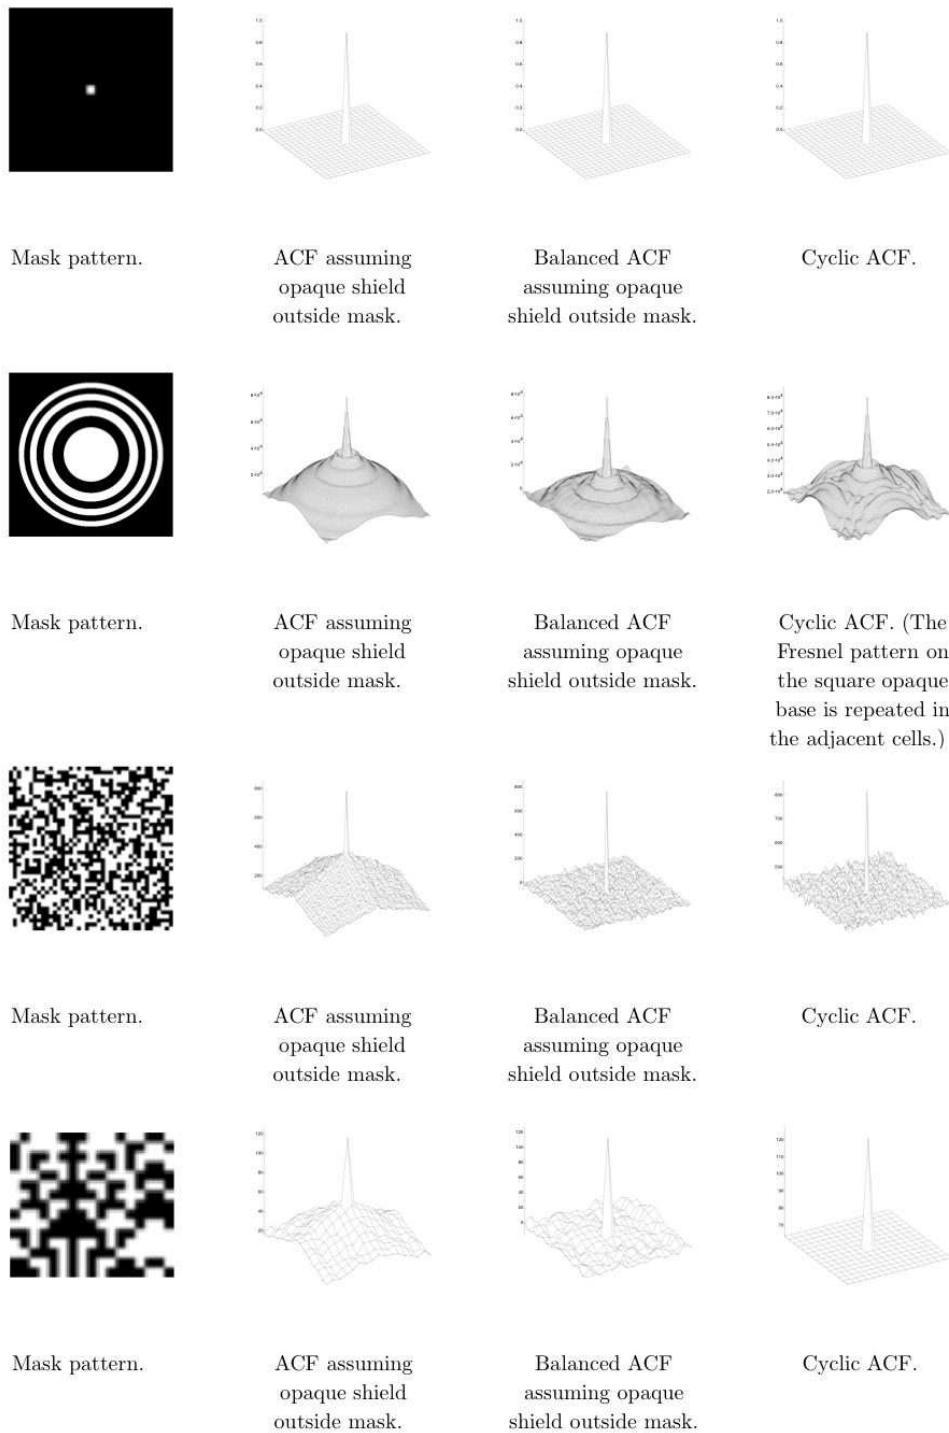 Mask pattern.
ACF assuming
opaque shield
outside mask.
Balanced ACF
assuming opaque
shield outside mask.
Cyclic ACF.
Mask pattern.
ACF assuming
opaque shield
outside mask.
Balanced ACF
assuming opaque
shield outside mask.
Cyclic ACF. (The
Fresnel pattern on
the square opaque
base is repeated in
the adjacent cells.)
Mask pattern.
ACF assuming
opaque shield
outside mask.
Balanced ACF
assuming opaque
shield outside mask.
Cyclic ACF.
Mask pattern.
ACF assuming
opaque shield
outside mask.
Balanced ACF
assuming opaque
shield outside mask.
Cyclic ACF.